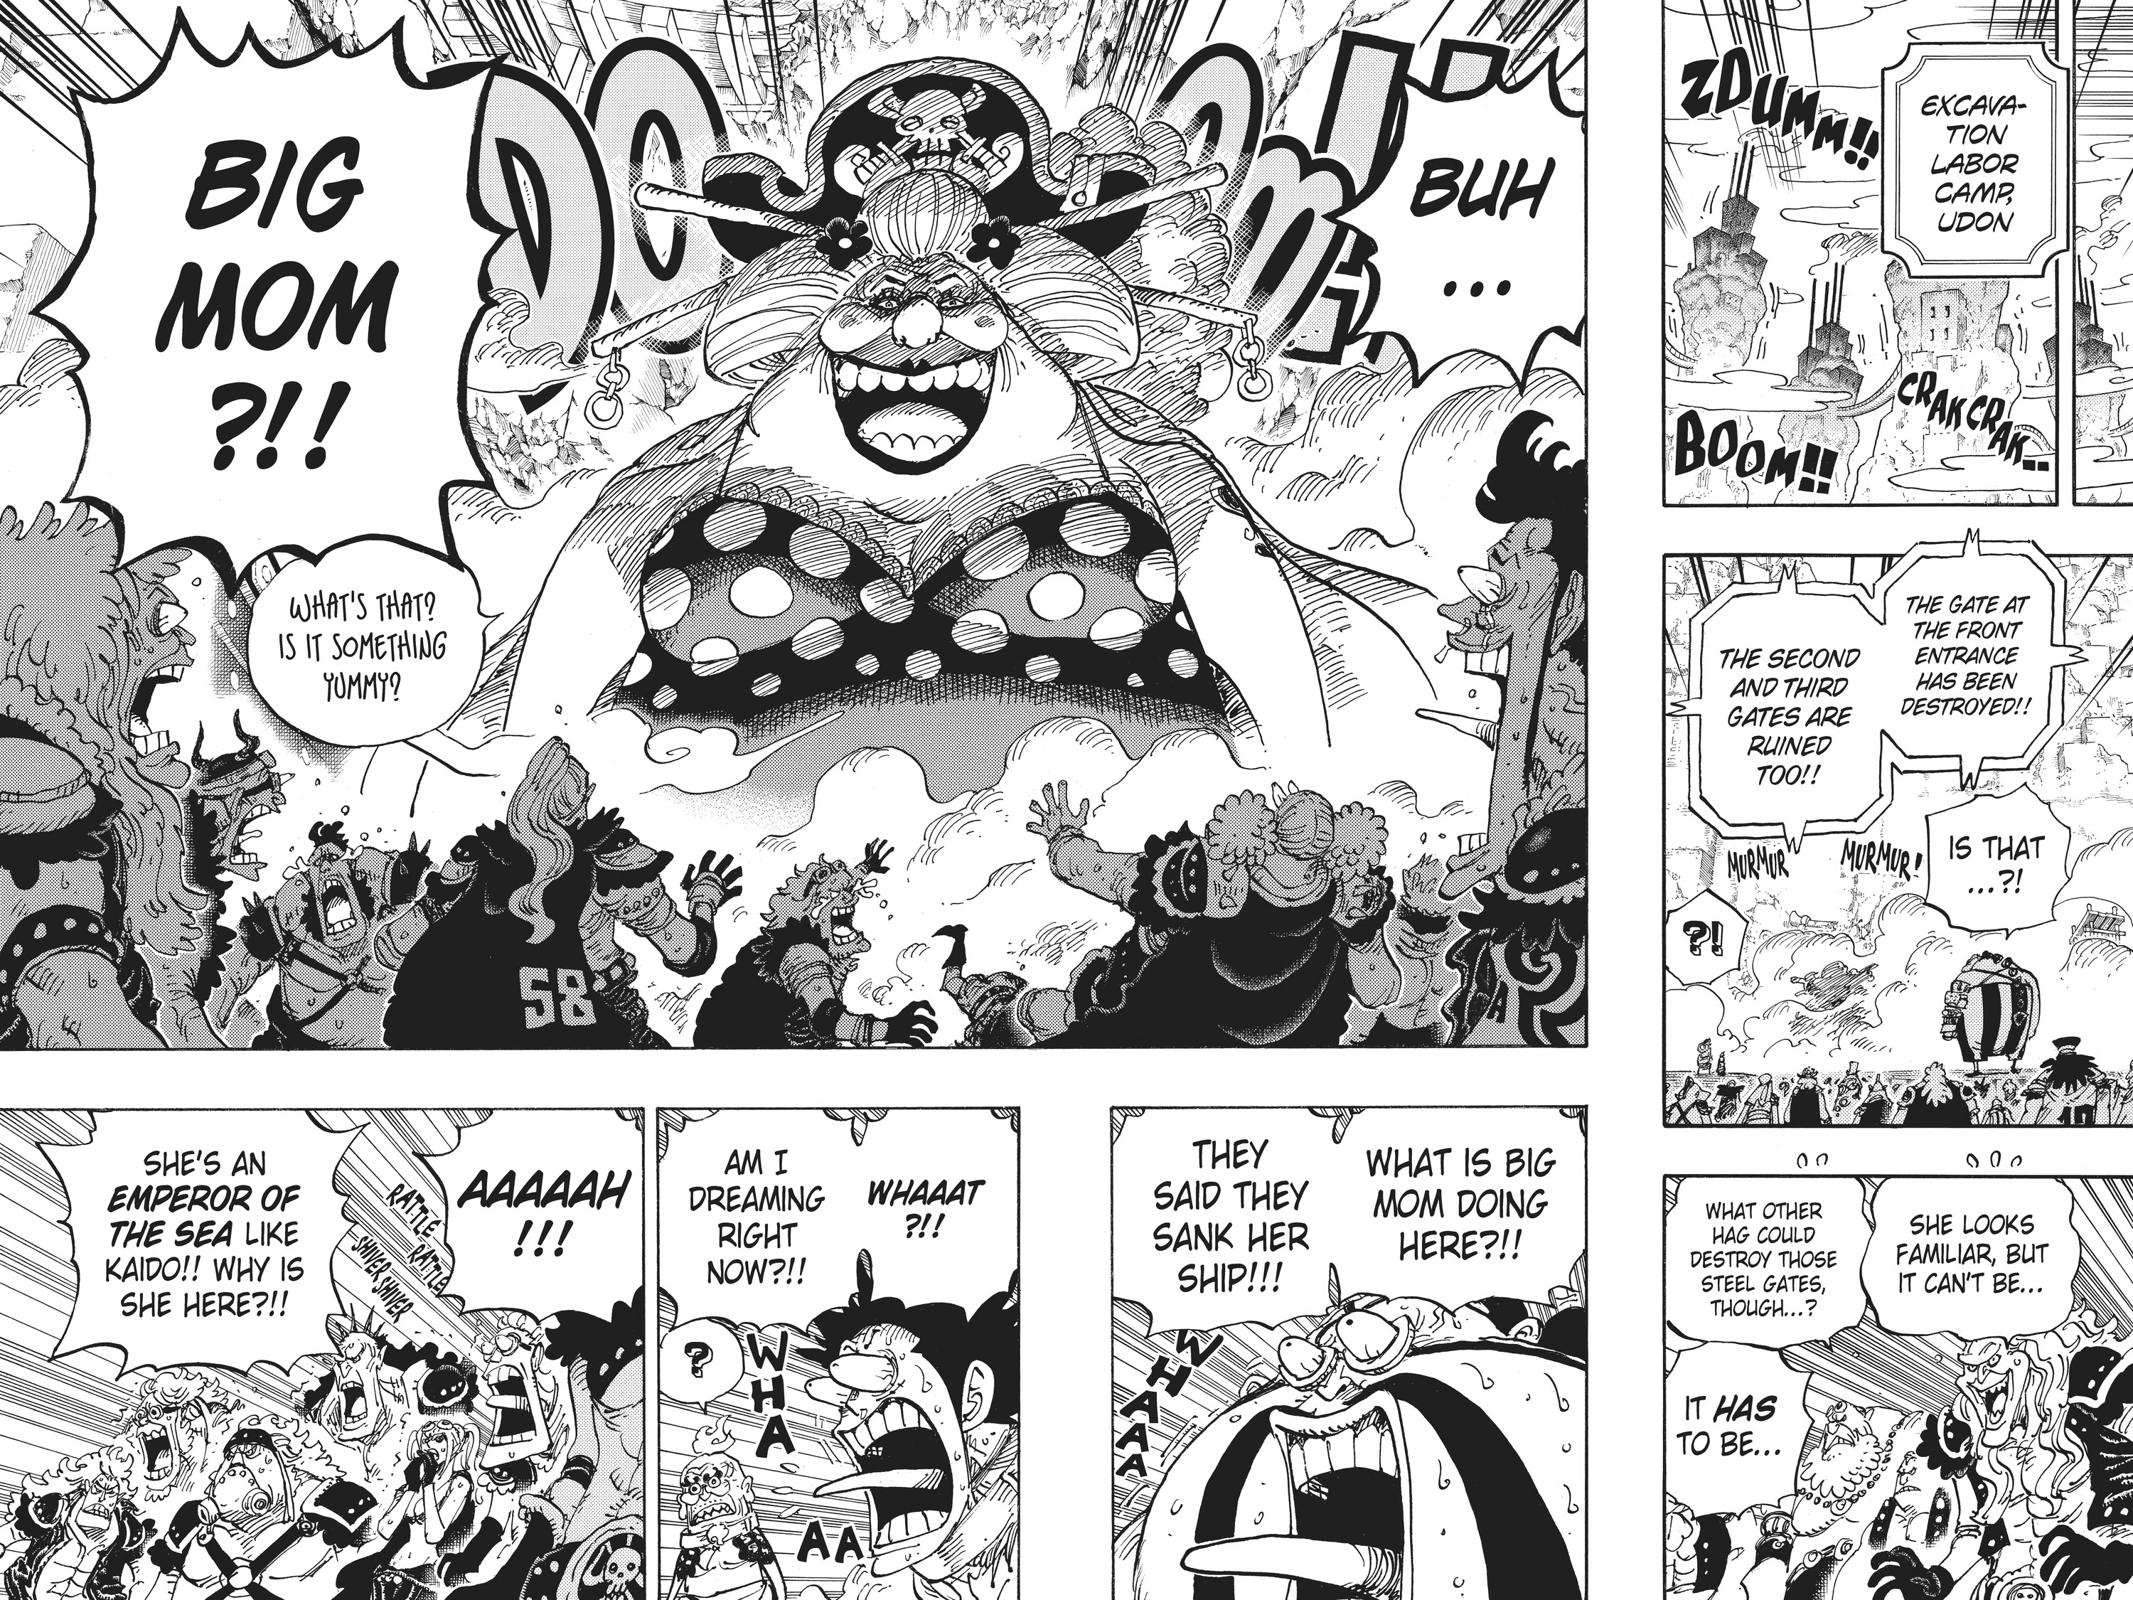 EXCAVA-
TION
LABOR
CAMP,
UDON
ZDUMM!!
CRAK CRAK...
BOOM!!
THE GATE AT
THE FRONT
ENTRANCE
HAS BEEN
DESTROYED!!
THE SECOND
AND THIRD
GATES ARE
RUINED
TOO!!
IS THAT
...?!
MURMUR!
MURMUR
?!
SHE LOOKS
FAMILIAR, BUT
IT CAN'T BE...
WHAT OTHER
HAG COULD
DESTROY THOSE
STEEL GATES,
THOUGH...?
IT HAS
TO BE...
BUH
...
BIG
MOM
?!!
WHAT'S THAT?
IS IT SOMETHING
YUMMY?
58
WHAT IS BIG
MOM DOING
HERE?!!
THEY
SAID THEY
SANK HER
SHIP!!!
WHAAAA
WHAAAT
?!!
AM I
DREAMING
RIGHT
NOW?!!
?
WHA
AA
AAAAAH
!!!
RATTLE
RATTLE
SHIVER SHIVER
SHE'S AN
EMPEROR OF
THE SEA LIKE
KAIDO!! WHY IS
SHE HERE?!!